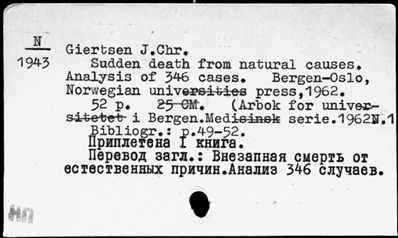 N
1943
Giertsen J.Chr.
Sudden death from natural causes.
Analysis of 346 cases. Bergen-Oslo,
Norwegian universities press,1962.
52 p. 25 CM. (Arbok for univer-
sitetet i Bergen.Medisinsk serie.1962N.1
Bibliogr.: p.49-52.
Приплетена I книга.
Перевод загл.: Внезапная смерть от
естественных причин.Анализ 346 случаев.
МП